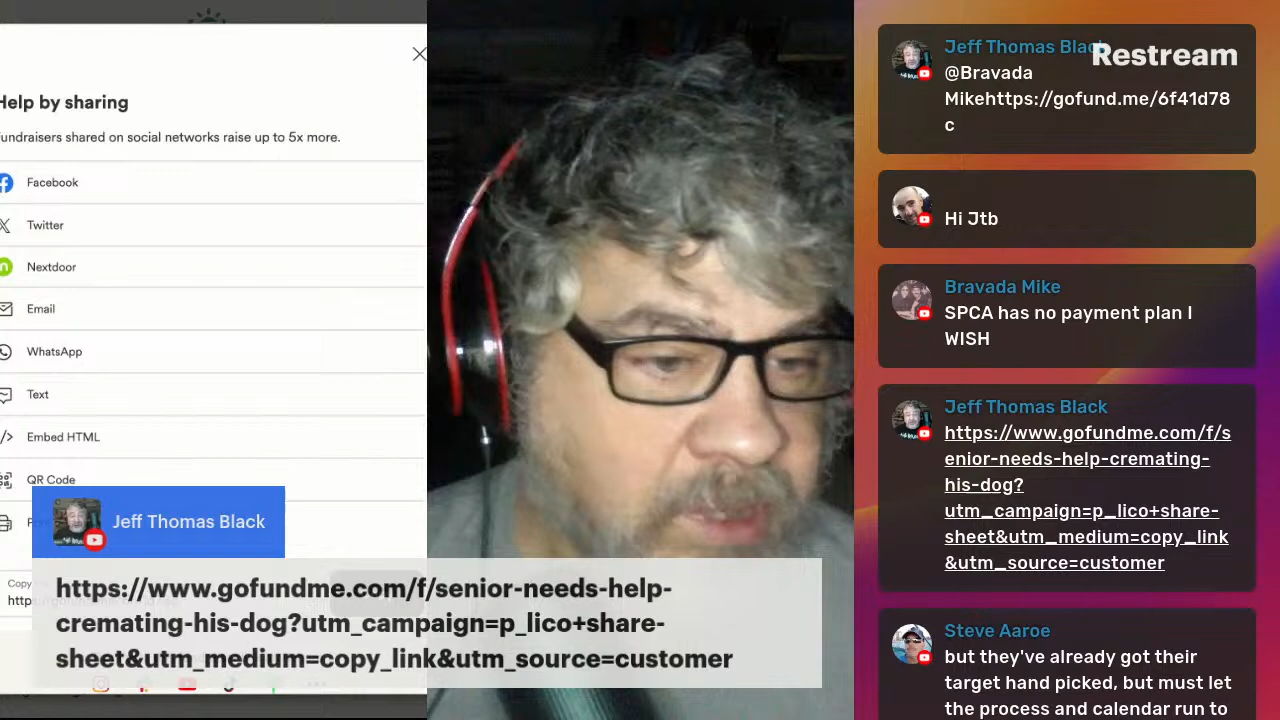 Help by sharing
Fundraisers shared on social networks raise up to 5x more.
Facebook
Twitter
Nextdoor
Email
WhatsApp
Text
Embed HTML
QR Code
Copy
Jeff Thomas Black
https://www.gofundme.com/f/senior-needs-help-
cremating-his-dog?utm_campaign=p_lico+share-
sheet&utm_medium=copy_link&utm_source=customer
Restream
Jeff Thomas Black
@Bravada
Mikehttps://gofund.me/6f41d78
c
Hi Jtb
Bravada Mike
SPCA has no payment plan I
WISH
Jeff Thomas Black
https://www.gofundme.com/f/s
enior-needs-help-cremating-
his-dog?
utm_campaign=p_lico+share-
sheet&utm_medium=copy_link
&utm_source=customer
Steve Aaroe
but they've already got their
target hand picked, but must let
the process and calendar run to